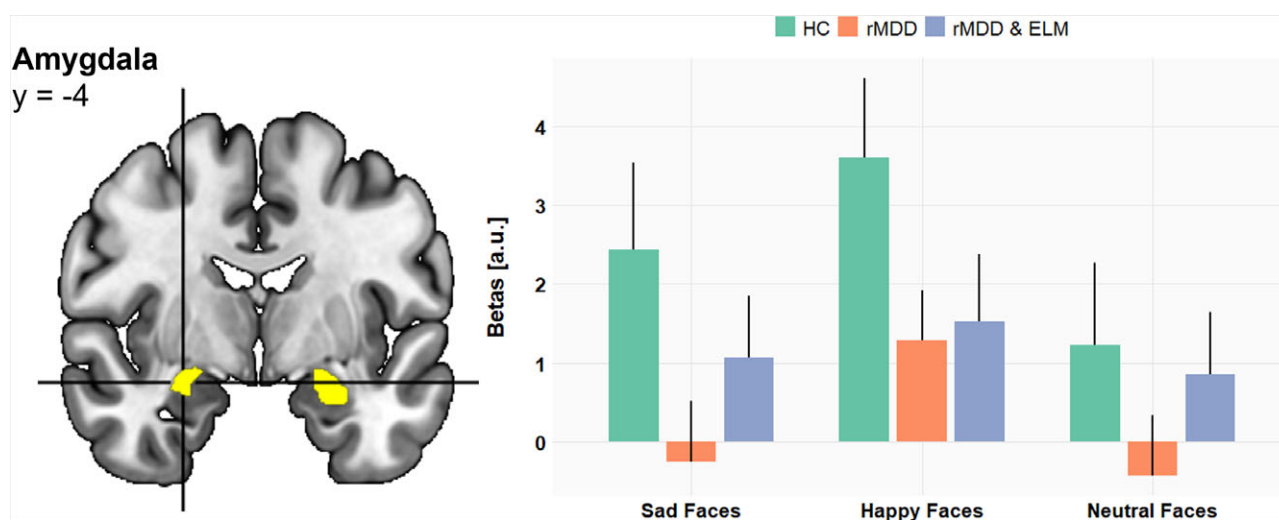 HC rMDD rMDD & ELM
Amygdala
y = -4
Betas [a.u.]
4
3
2
1
0
Sad Faces Happy Faces Neutral Faces